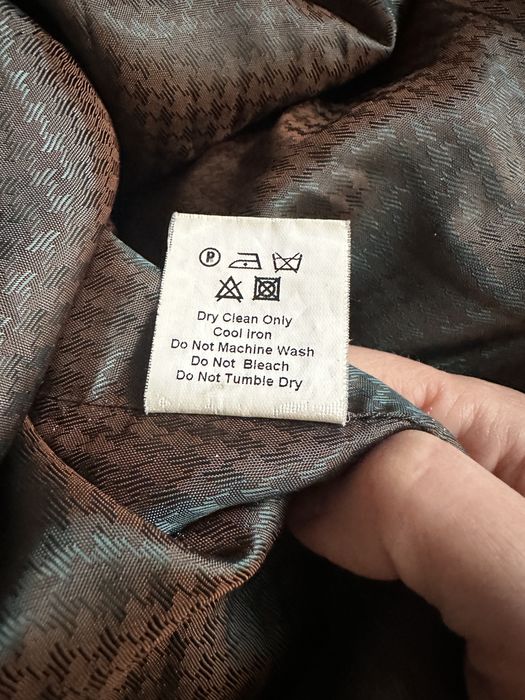 P
Dry Clean Only
Cool Iron
Do Not Machine Wash
Do Not Bleach
Do Not Tumble Dry